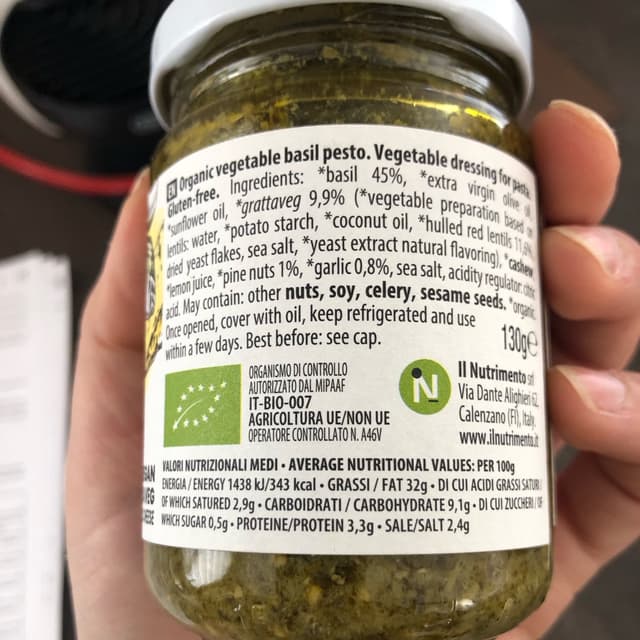 EN Organic vegetable basil pesto. Vegetable dressing for pasta.
Gluten-free. Ingredients: *basil 45%, *extra virgin olive oil,
*sunflower oil, *grattaveg 9,9% (*vegetable preparation based on
lentils: water, *potato starch, *coconut oil, *hulled red lentils 11,6%,
dried yeast flakes, sea salt, *yeast extract natural flavoring), *cashew
*lemon juice, *pine nuts 1%, *garlic 0,8%, sea salt, acidity regulator: citric
acid. May contain: other nuts, soy, celery, sesame seeds. *organic.
Once opened, cover with oil, keep refrigerated and use
within a few days. Best before: see cap.
130g e
ORGANISMO DI CONTROLLO
AUTORIZZATO DAL MIPAAF
IT-BIO-007
AGRICOLTURA UE/NON UE
OPERATORE CONTROLLATO N. A46V
N
Il Nutrimento srl
Via Dante Alighieri 62
Calenzano (FI), Italy.
www.ilnutrimento.it
VALORI NUTRIZIONALI MEDI • AVERAGE NUTRITIONAL VALUES: PER 100g
ENERGIA / ENERGY 1438 kJ/343 kcal • GRASSI / FAT 32g • DI CUI ACIDI GRASSI SATURI
OF WHICH SATURED 2,9g • CARBOIDRATI / CARBOHYDRATE 9,1g • DI CUI ZUCCHERI / OF
WHICH SUGAR 0,5g • PROTEINE/PROTEIN 3,3g • SALE/SALT 2,4g